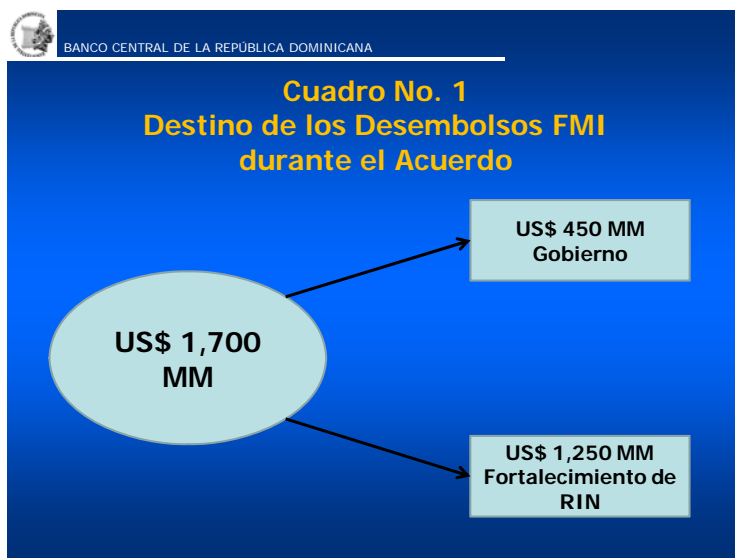 BANCO CENTRAL DE LA REPÚBLICA DOMINICANA
Cuadro No. 1
Destino de los Desembolsos FMI
durante el Acuerdo
US$ 450 MM
Gobierno
US$ 1,700
MM
US$ 1,250 MM
Fortalecimiento de
RIN